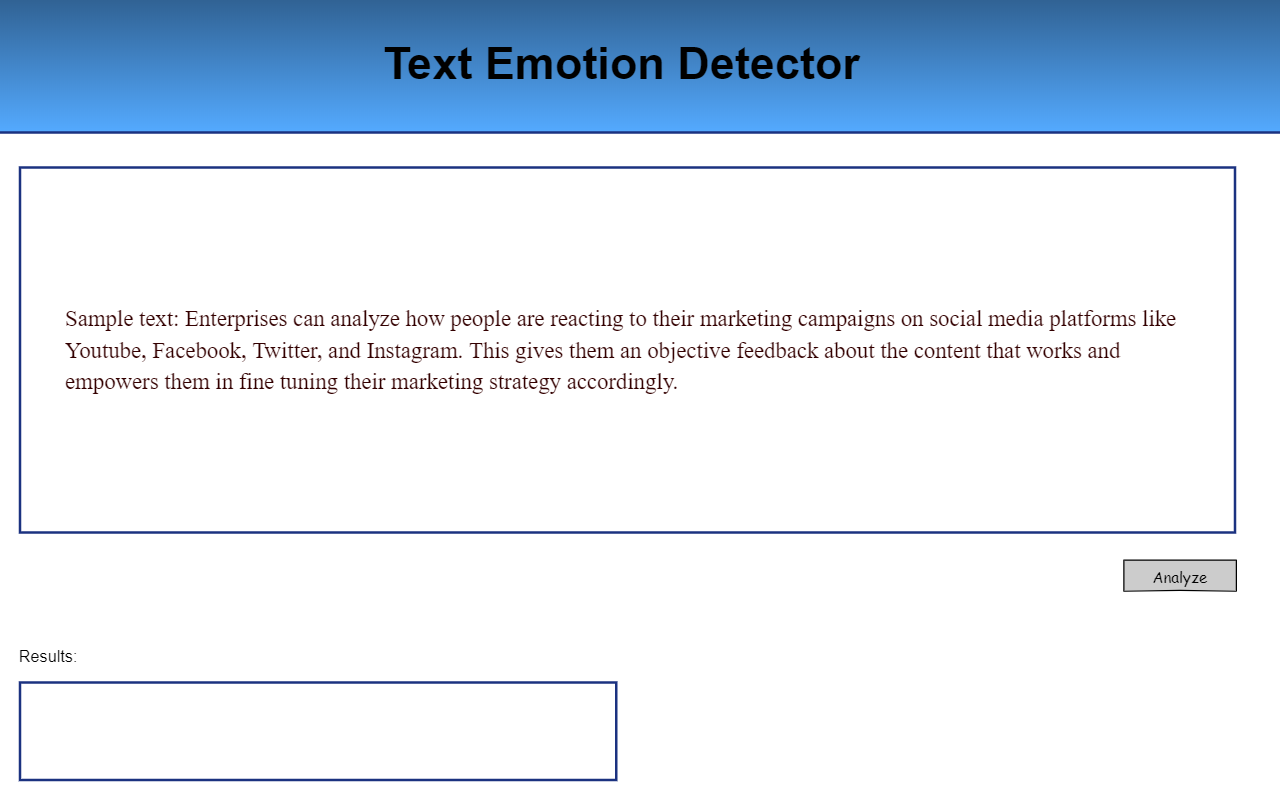 Text Emotion Detector
Sample text: Enterprises can analyze how people are reacting to their marketing campaigns on social media platforms like
Youtube, Facebook, Twitter, and Instagram. This gives them an objective feedback about the content that works and
empowers them in fine tuning their marketing strategy accordingly.
Analyze
Results: